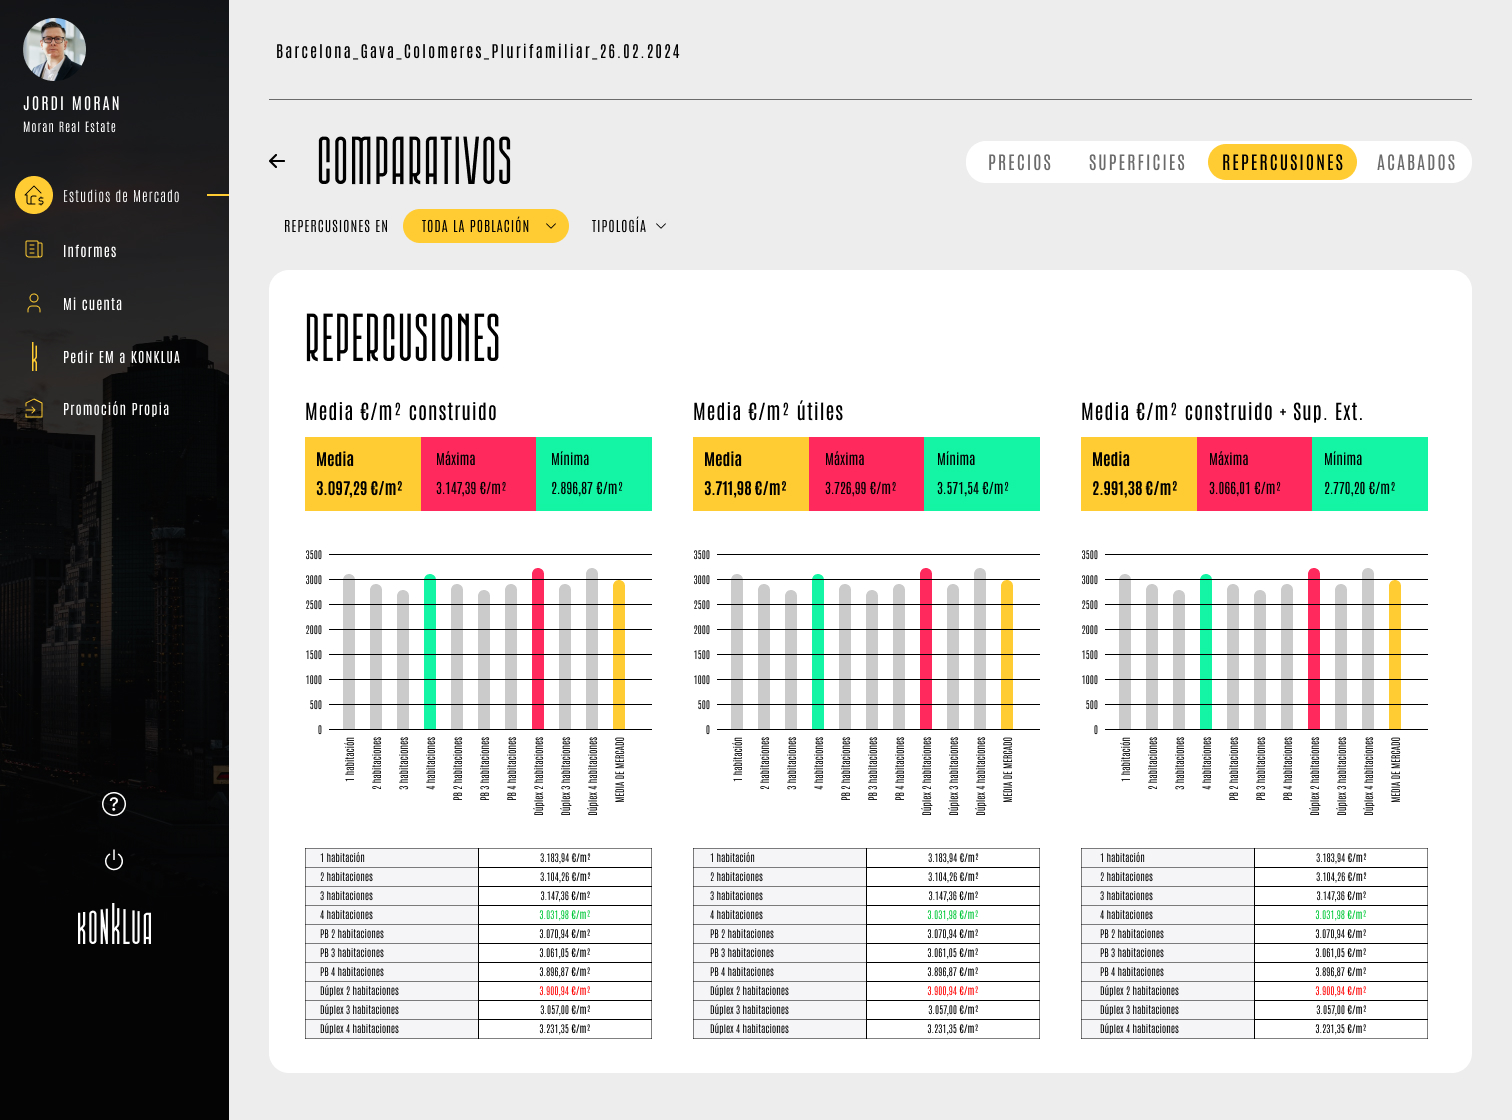 JORDI MORAN
Moran Real Estate
Estudios de Mercado
Informes
Mi cuenta
Pedir EM a KONKLUA
Promoción Propia
?
KONKLUA
Barcelona_Gava_Colomeres_Plurifamiliar_26.02.2024
COMPARATIVOS
PRECIOS SUPERFICIES REPERCUSIONES ACABADOS
REPERCUSIONES EN TODA LA POBLACIÓN TIPOLOGÍA
REPERCUSIONES
Media €/m² construido
Media Máxima Mínima
3.097,29 €/m² 3.147,39 €/m² 2.896,87 €/m²
3500
3000
2500
2000
1500
1000
500
0
1 habitación
2 habitaciones
3 habitaciones
4 habitaciones
PB 2 habitaciones
PB 3 habitaciones
PB 4 habitaciones
Dúplex 2 habitaciones
Dúplex 3 habitaciones
Dúplex 4 habitaciones
MEDIA DE MERCADO
1 habitación 3.183,94 €/m²
2 habitaciones 3.104,26 €/m²
3 habitaciones 3.147,36 €/m²
4 habitaciones 3.031,98 €/m²
PB 2 habitaciones 3.070,94 €/m²
PB 3 habitaciones 3.061,05 €/m²
PB 4 habitaciones 3.896,87 €/m²
Dúplex 2 habitaciones 3.900,94 €/m²
Dúplex 3 habitaciones 3.057,00 €/m²
Dúplex 4 habitaciones 3.231,35 €/m²
Media €/m² útiles
Media Máxima Mínima
3.711,98 €/m² 3.726,99 €/m² 3.571,54 €/m²
3500
3000
2500
2000
1500
1000
500
0
1 habitación
2 habitaciones
3 habitaciones
4 habitaciones
PB 2 habitaciones
PB 3 habitaciones
PB 4 habitaciones
Dúplex 2 habitaciones
Dúplex 3 habitaciones
Dúplex 4 habitaciones
MEDIA DE MERCADO
1 habitación 3.183,94 €/m²
2 habitaciones 3.104,26 €/m²
3 habitaciones 3.147,36 €/m²
4 habitaciones 3.031,98 €/m²
PB 2 habitaciones 3.070,94 €/m²
PB 3 habitaciones 3.061,05 €/m²
PB 4 habitaciones 3.896,87 €/m²
Dúplex 2 habitaciones 3.900,94 €/m²
Dúplex 3 habitaciones 3.057,00 €/m²
Dúplex 4 habitaciones 3.231,35 €/m²
Media €/m² construido + Sup. Ext.
Media Máxima Mínima
2.991,38 €/m² 3.066,01 €/m² 2.770,20 €/m²
3500
3000
2500
2000
1500
1000
500
0
1 habitación
2 habitaciones
3 habitaciones
4 habitaciones
PB 2 habitaciones
PB 3 habitaciones
PB 4 habitaciones
Dúplex 2 habitaciones
Dúplex 3 habitaciones
Dúplex 4 habitaciones
MEDIA DE MERCADO
1 habitación 3.183,94 €/m²
2 habitaciones 3.104,26 €/m²
3 habitaciones 3.147,36 €/m²
4 habitaciones 3.031,98 €/m²
PB 2 habitaciones 3.070,94 €/m²
PB 3 habitaciones 3.061,05 €/m²
PB 4 habitaciones 3.896,87 €/m²
Dúplex 2 habitaciones 3.900,94 €/m²
Dúplex 3 habitaciones 3.057,00 €/m²
Dúplex 4 habitaciones 3.231,35 €/m²